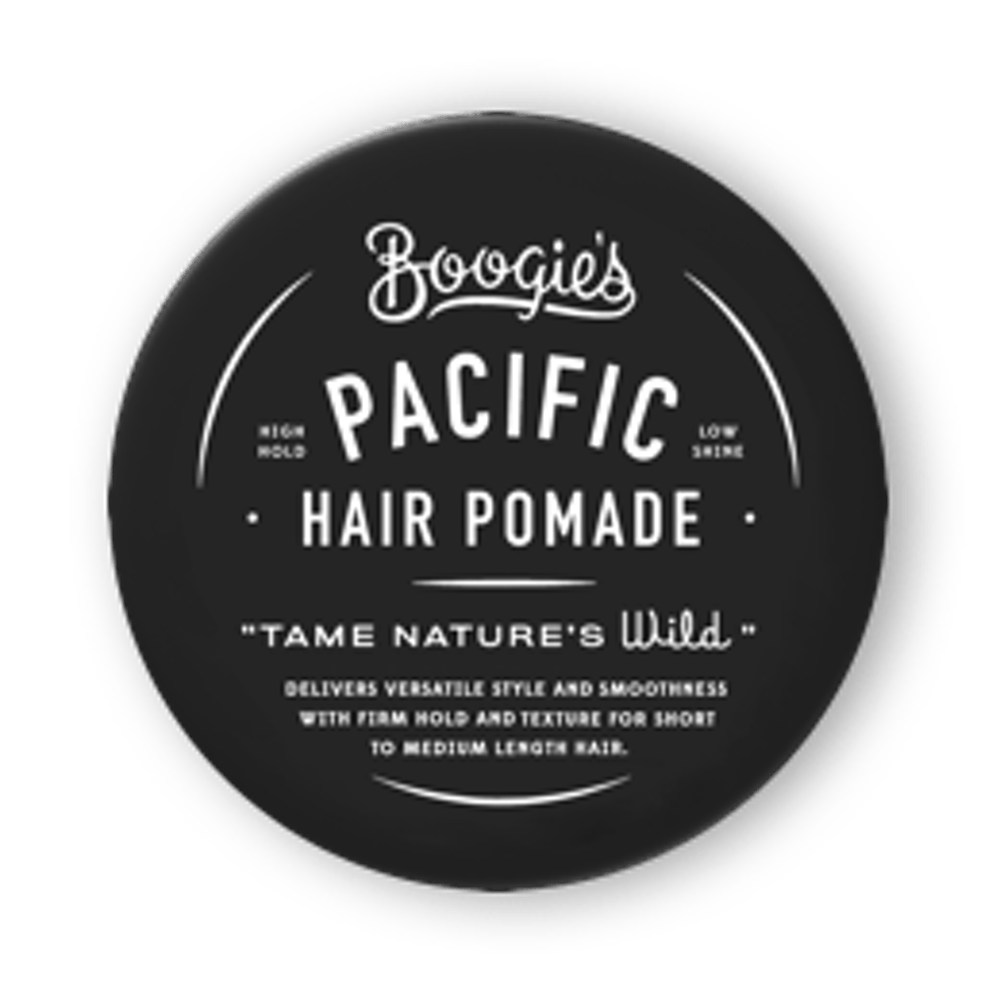 Boogie's
PACIFIC
HIGH
HOLD
LOW
SHINE
· HAIR POMADE ·
"TAME NATURE'S Wild"
DELIVERS VERSATILE STYLE AND SMOOTHNESS
WITH FIRM HOLD AND TEXTURE FOR SHORT
TO MEDIUM LENGTH HAIR.